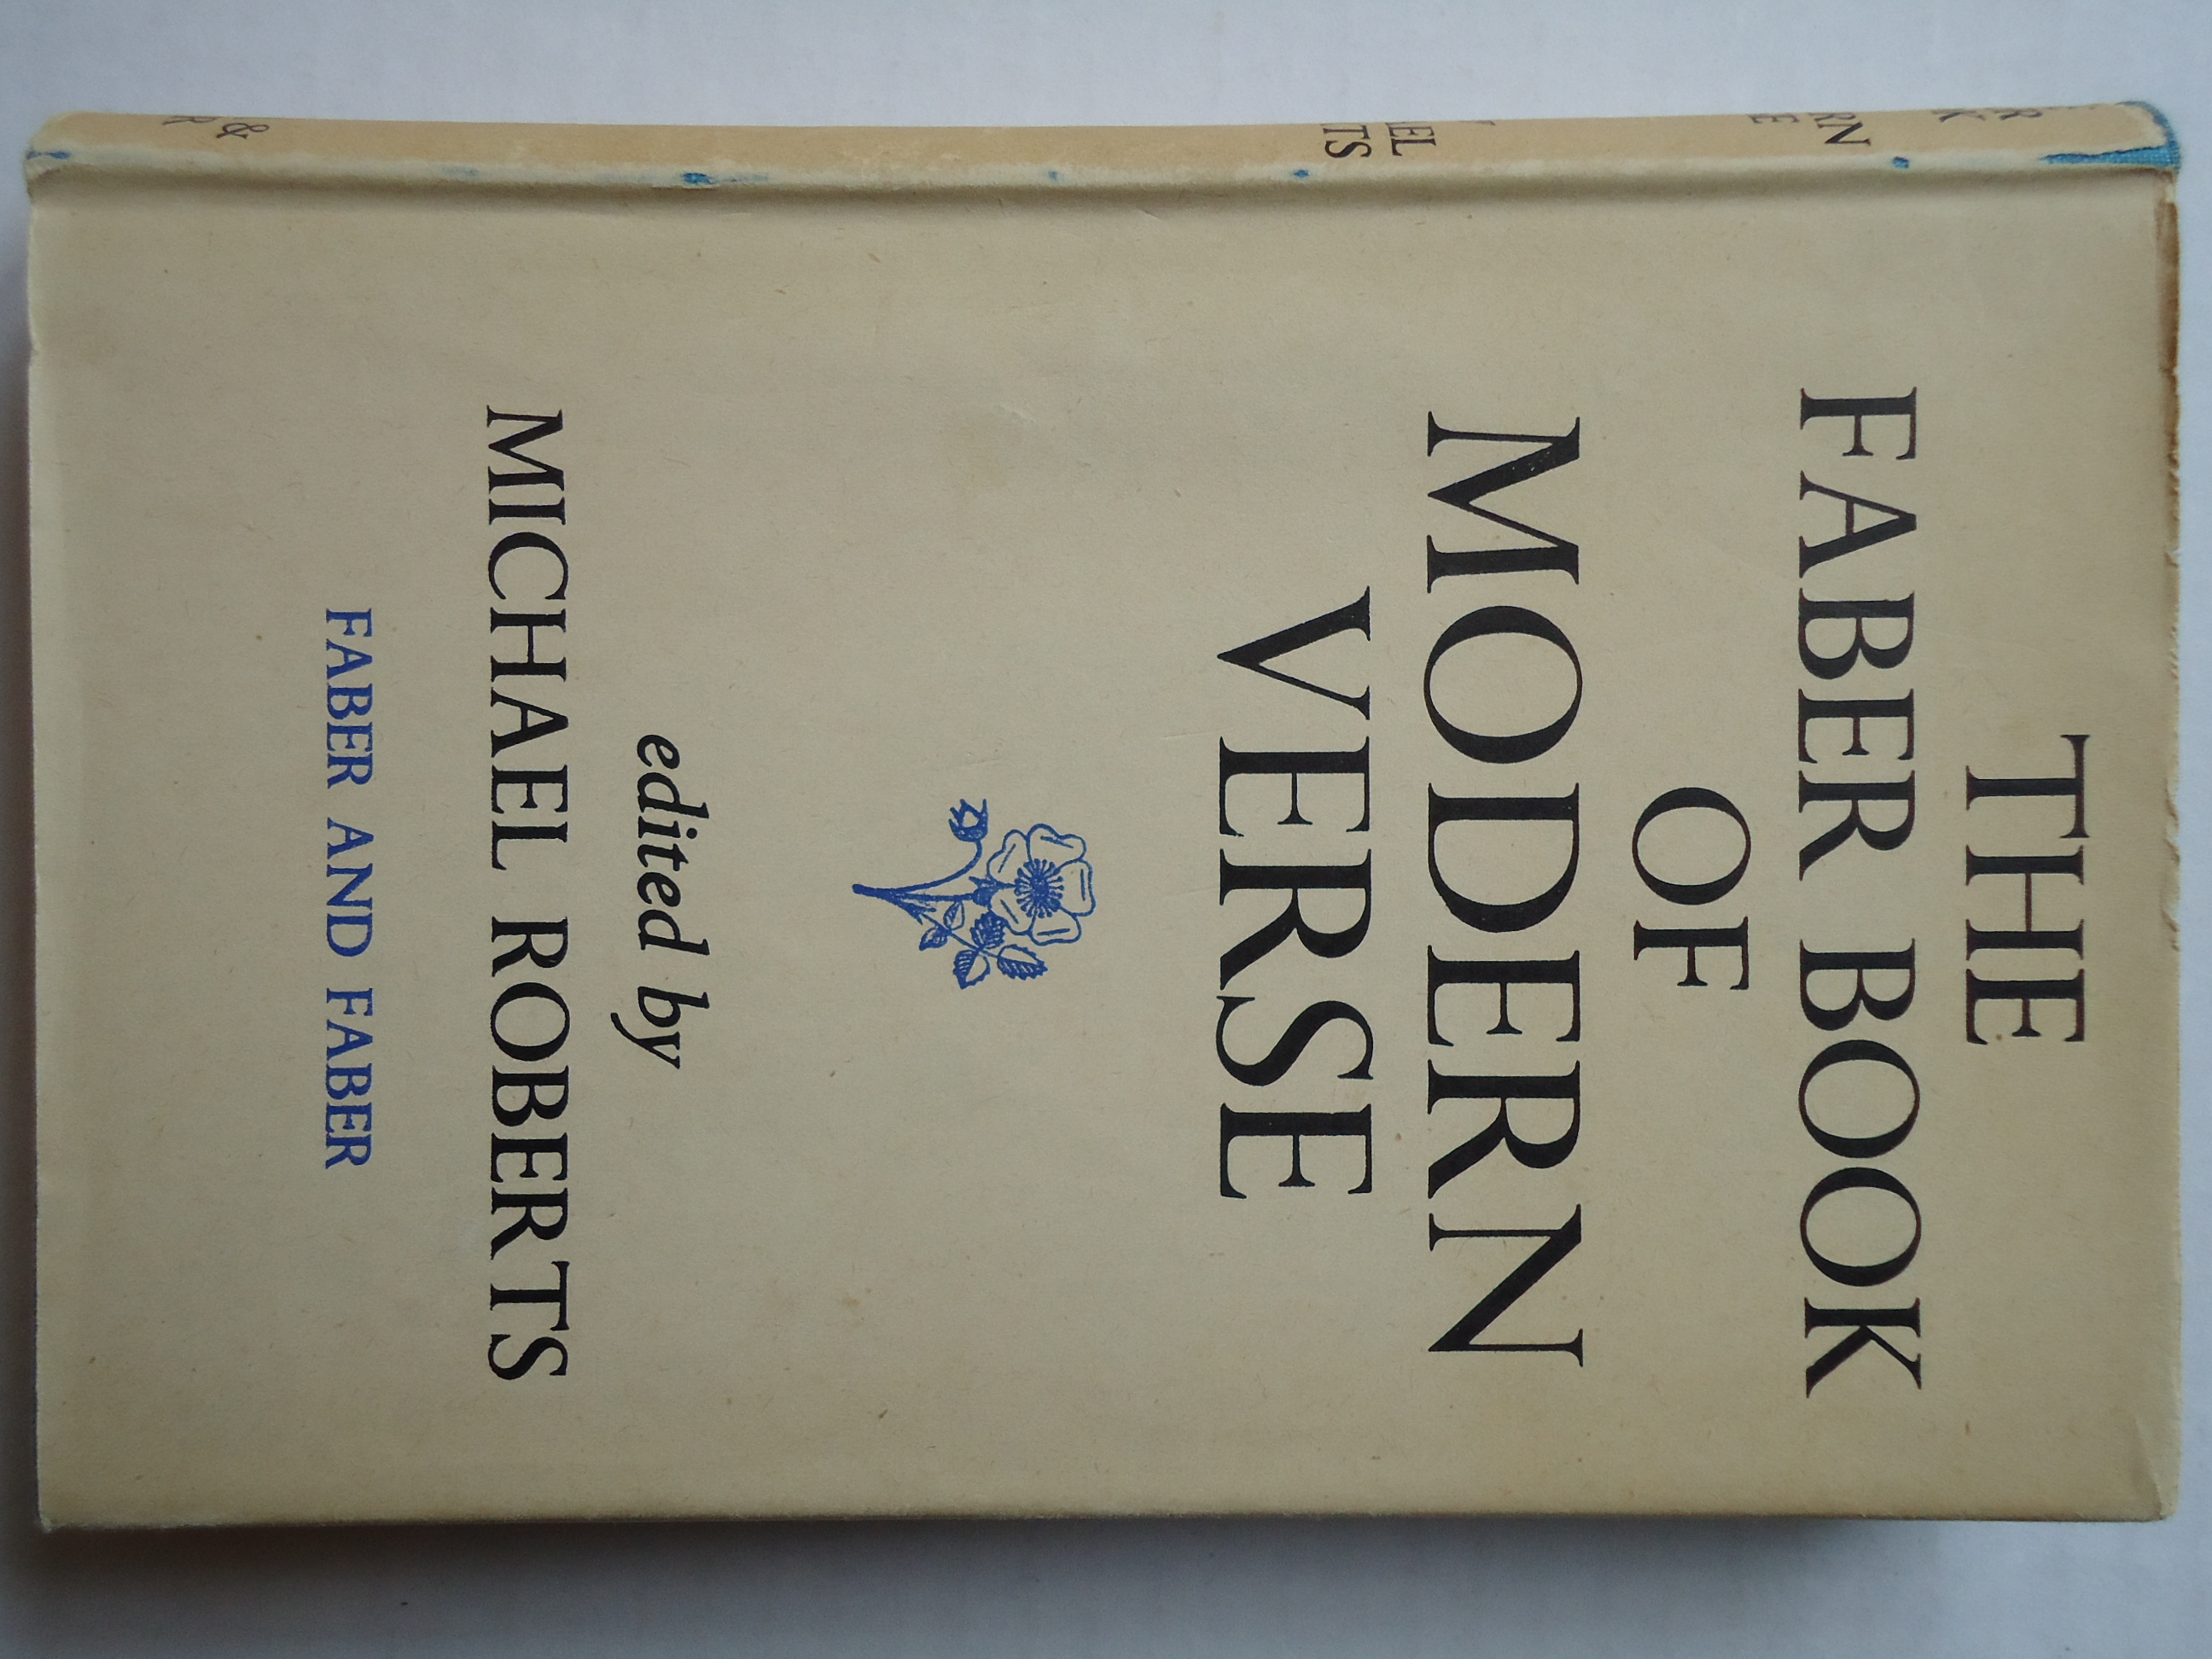 THE
FABER BOOK
OF
MODERN
VERSE
edited by
MICHAEL ROBERTS
FABER AND FABER
&